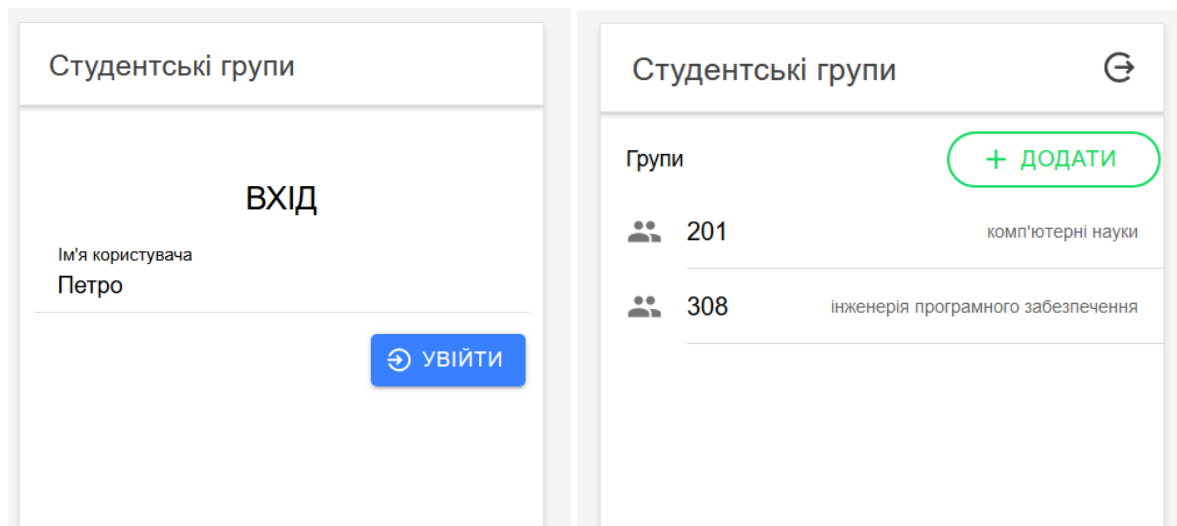 Студентські групи
ВХІД
Ім'я користувача
Петро
УВІЙТИ
Студентські групи
Групи
+ ДОДАТИ
201 комп'ютерні науки
308 інженерія програмного забезпечення